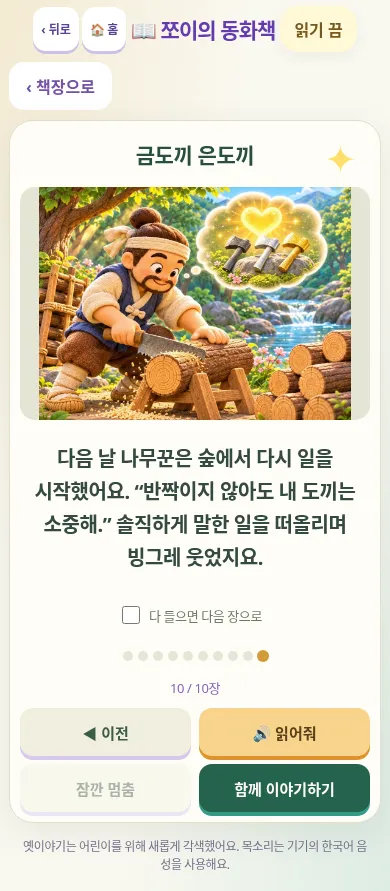 ‹ 뒤로
🏠 홈
📖 쪼이의 동화책
읽기 끝
‹ 책장으로
금도끼 은도끼
다음 날 나무꾼은 숲에서 다시 일을
시작했어요. “반짝이지 않아도 내 도끼는
소중해.” 솔직하게 말한 일을 떠올리며
빙그레 웃었지요.
다 들으면 다음 장으로
10 / 10장
◀ 이전
🔊 읽어줘
잠깐 멈춤
함께 이야기하기
옛이야기는 어린이를 위해 새롭게 각색했어요. 목소리는 기기의 한국어 음
성을 사용해요.